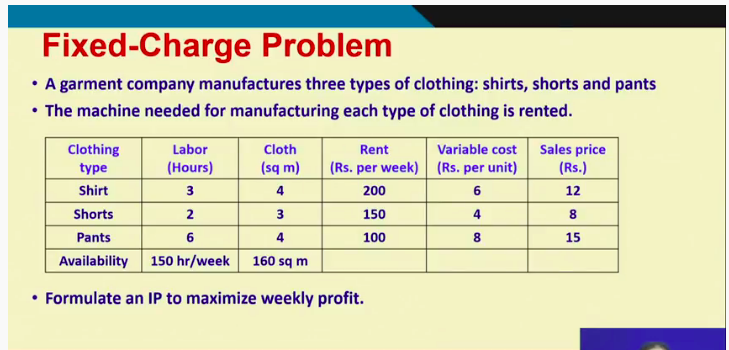 Fixed-Charge Problem
• A garment company manufactures three types of clothing: shirts, shorts and pants
• The machine needed for manufacturing each type of clothing is rented.
Clothing type Labor (Hours) Cloth (sq m) Rent (Rs. per week) Variable cost (Rs. per unit) Sales price (Rs.)
Shirt 3 4 200 6 12
Shorts 2 3 150 4 8
Pants 6 4 100 8 15
Availability 150 hr/week 160 sq m
• Formulate an IP to maximize weekly profit.